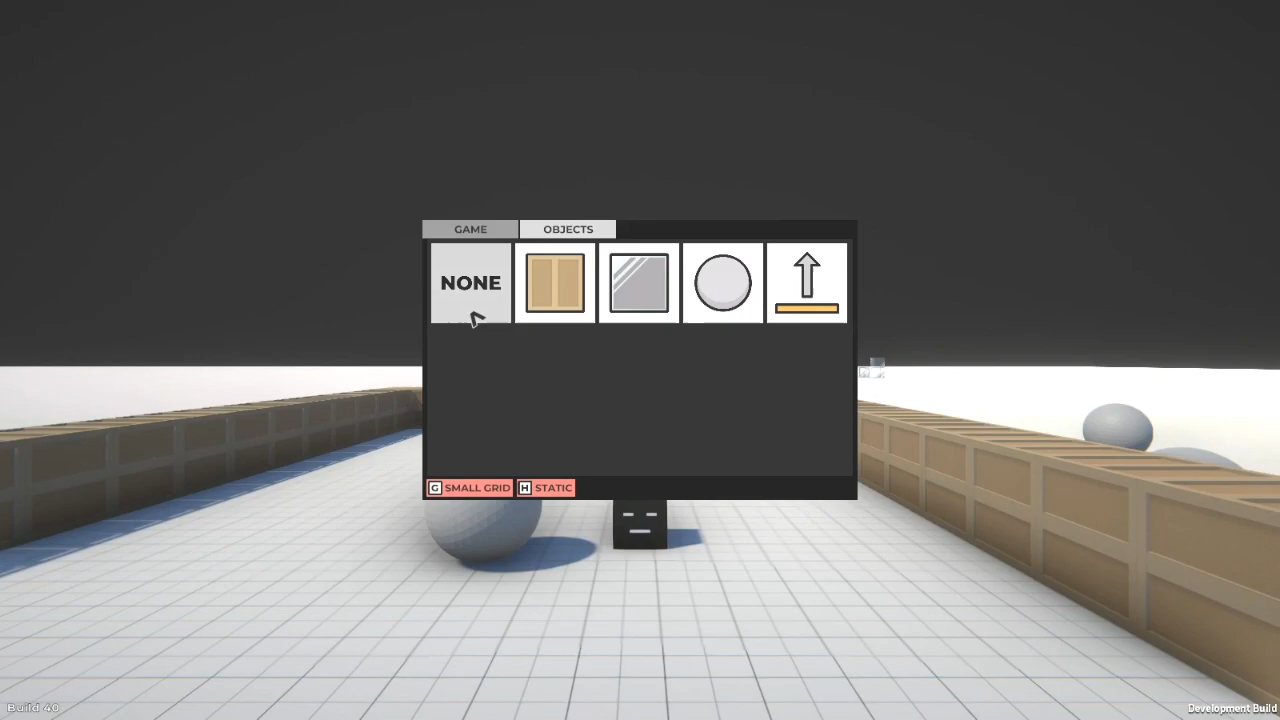 GAME
OBJECTS
NONE
G SMALL GRID
H STATIC
Build 40
Development Build